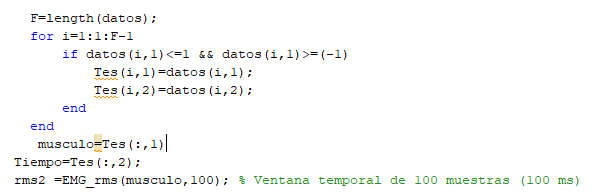 F=length(datos);
for i=1:1:F-1
if datos(i,1)<=1 && datos(i,1)>=(-1)
Tes(i,1)=datos(i,1);
Tes(i,2)=datos(i,2);
end
end
musculo=Tes(:,1)
Tiempo=Tes(:,2);
rms2 =EMG_rms(musculo,100); % Ventana temporal de 100 muestras (100 ms)